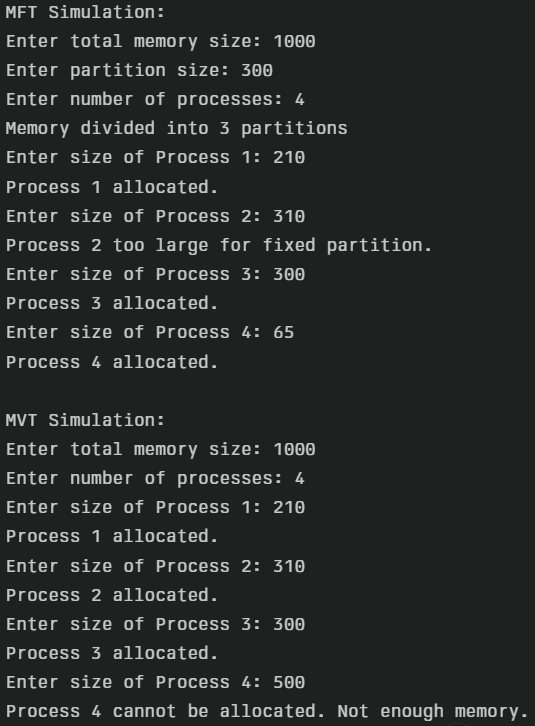 MFT Simulation:
Enter total memory size: 1000
Enter partition size: 300
Enter number of processes: 4
Memory divided into 3 partitions
Enter size of Process 1: 210
Process 1 allocated.
Enter size of Process 2: 310
Process 2 too large for fixed partition.
Enter size of Process 3: 300
Process 3 allocated.
Enter size of Process 4: 65
Process 4 allocated.

MVT Simulation:
Enter total memory size: 1000
Enter number of processes: 4
Enter size of Process 1: 210
Process 1 allocated.
Enter size of Process 2: 310
Process 2 allocated.
Enter size of Process 3: 300
Process 3 allocated.
Enter size of Process 4: 500
Process 4 cannot be allocated. Not enough memory.